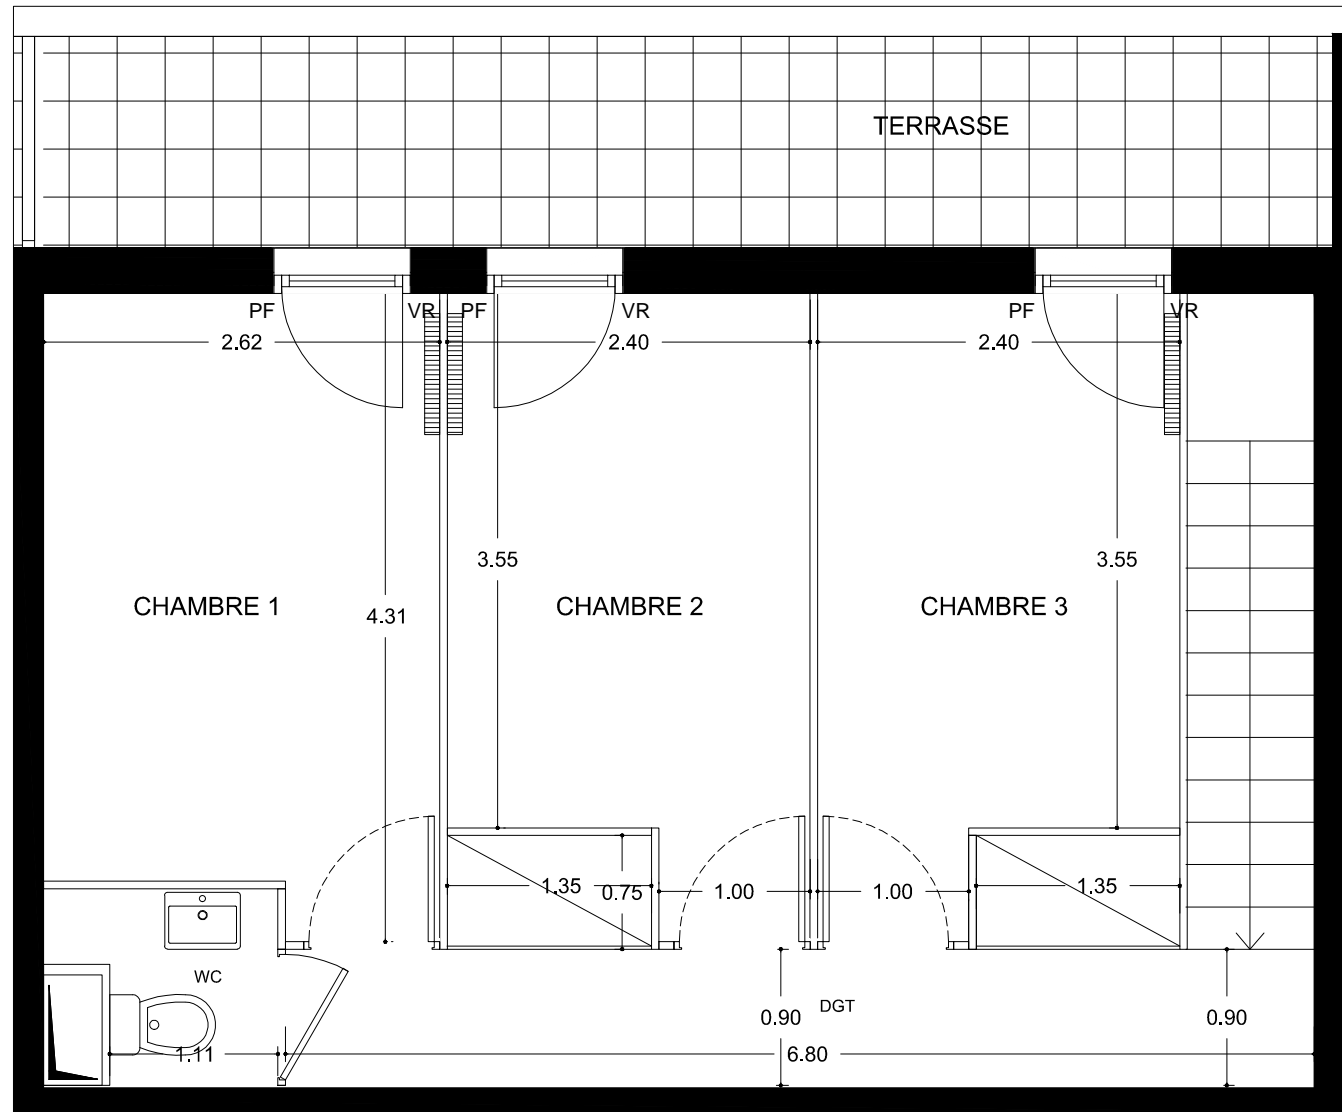 TERRASSE
PF VR PF VR PF VR
2.62 2.40 2.40
3.55 3.55
CHAMBRE 1 CHAMBRE 2 CHAMBRE 3
4.31
1.35 0.75 1.00 1.00 1.35
WC
DGT
0.90 0.90
1.11 6.80